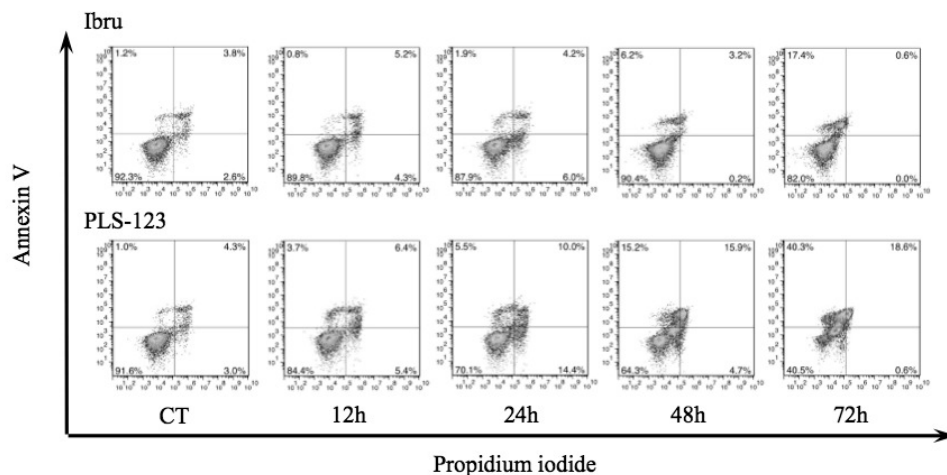 Ibru
1.2% 3.8% 0.8% 5.2% 1.9% 4.2% 6.2% 3.2% 17.4% 0.6%
92.3% 2.6% 89.8% 4.3% 87.9% 6.0% 90.4% 0.2% 82.0% 0.0%
PLS-123
1.0% 4.3% 3.7% 6.4% 5.5% 10.0% 15.2% 15.9% 40.3% 18.6%
91.6% 3.0% 84.4% 5.4% 70.1% 14.4% 64.3% 4.7% 40.5% 0.6%
CT 12h 24h 48h 72h
Annexin V
Propidium iodide